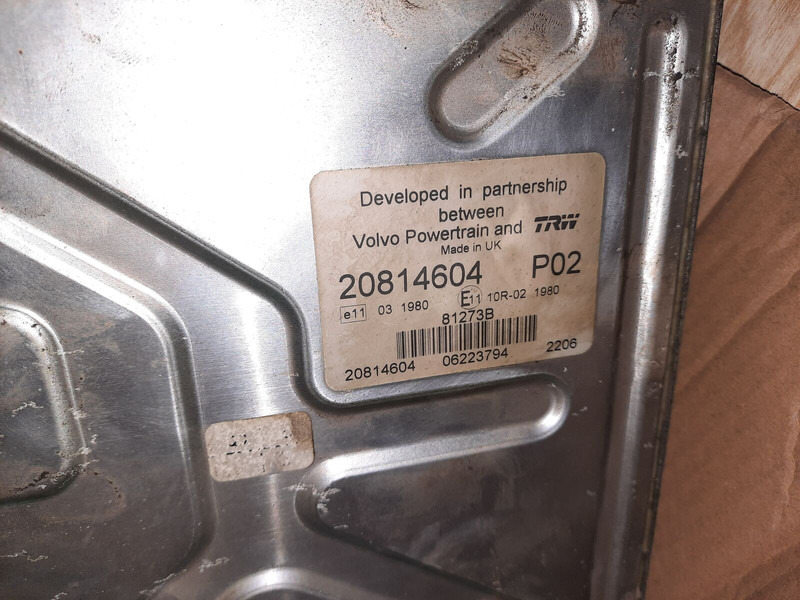 Developed in partnership
between
Volvo Powertrain and TRW
Made in UK
20814604 P02
e11 03 1980 E11 10R-02 1980
81273B
20814604 06223794 2206